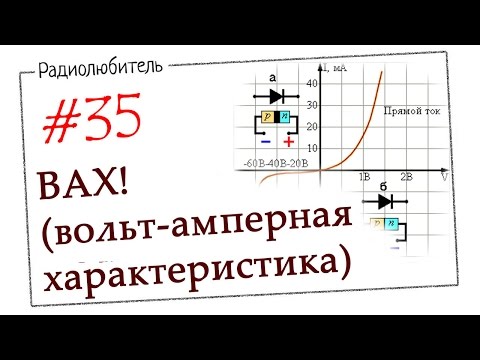 Радиолюбитель
#35
ВАХ!
(вольт-амперная
характеристика)
I, мА
40
30
20
10
Прямой ток
-60В-40В-20В
1В 2В V
а
p n
- +
б
p n
-